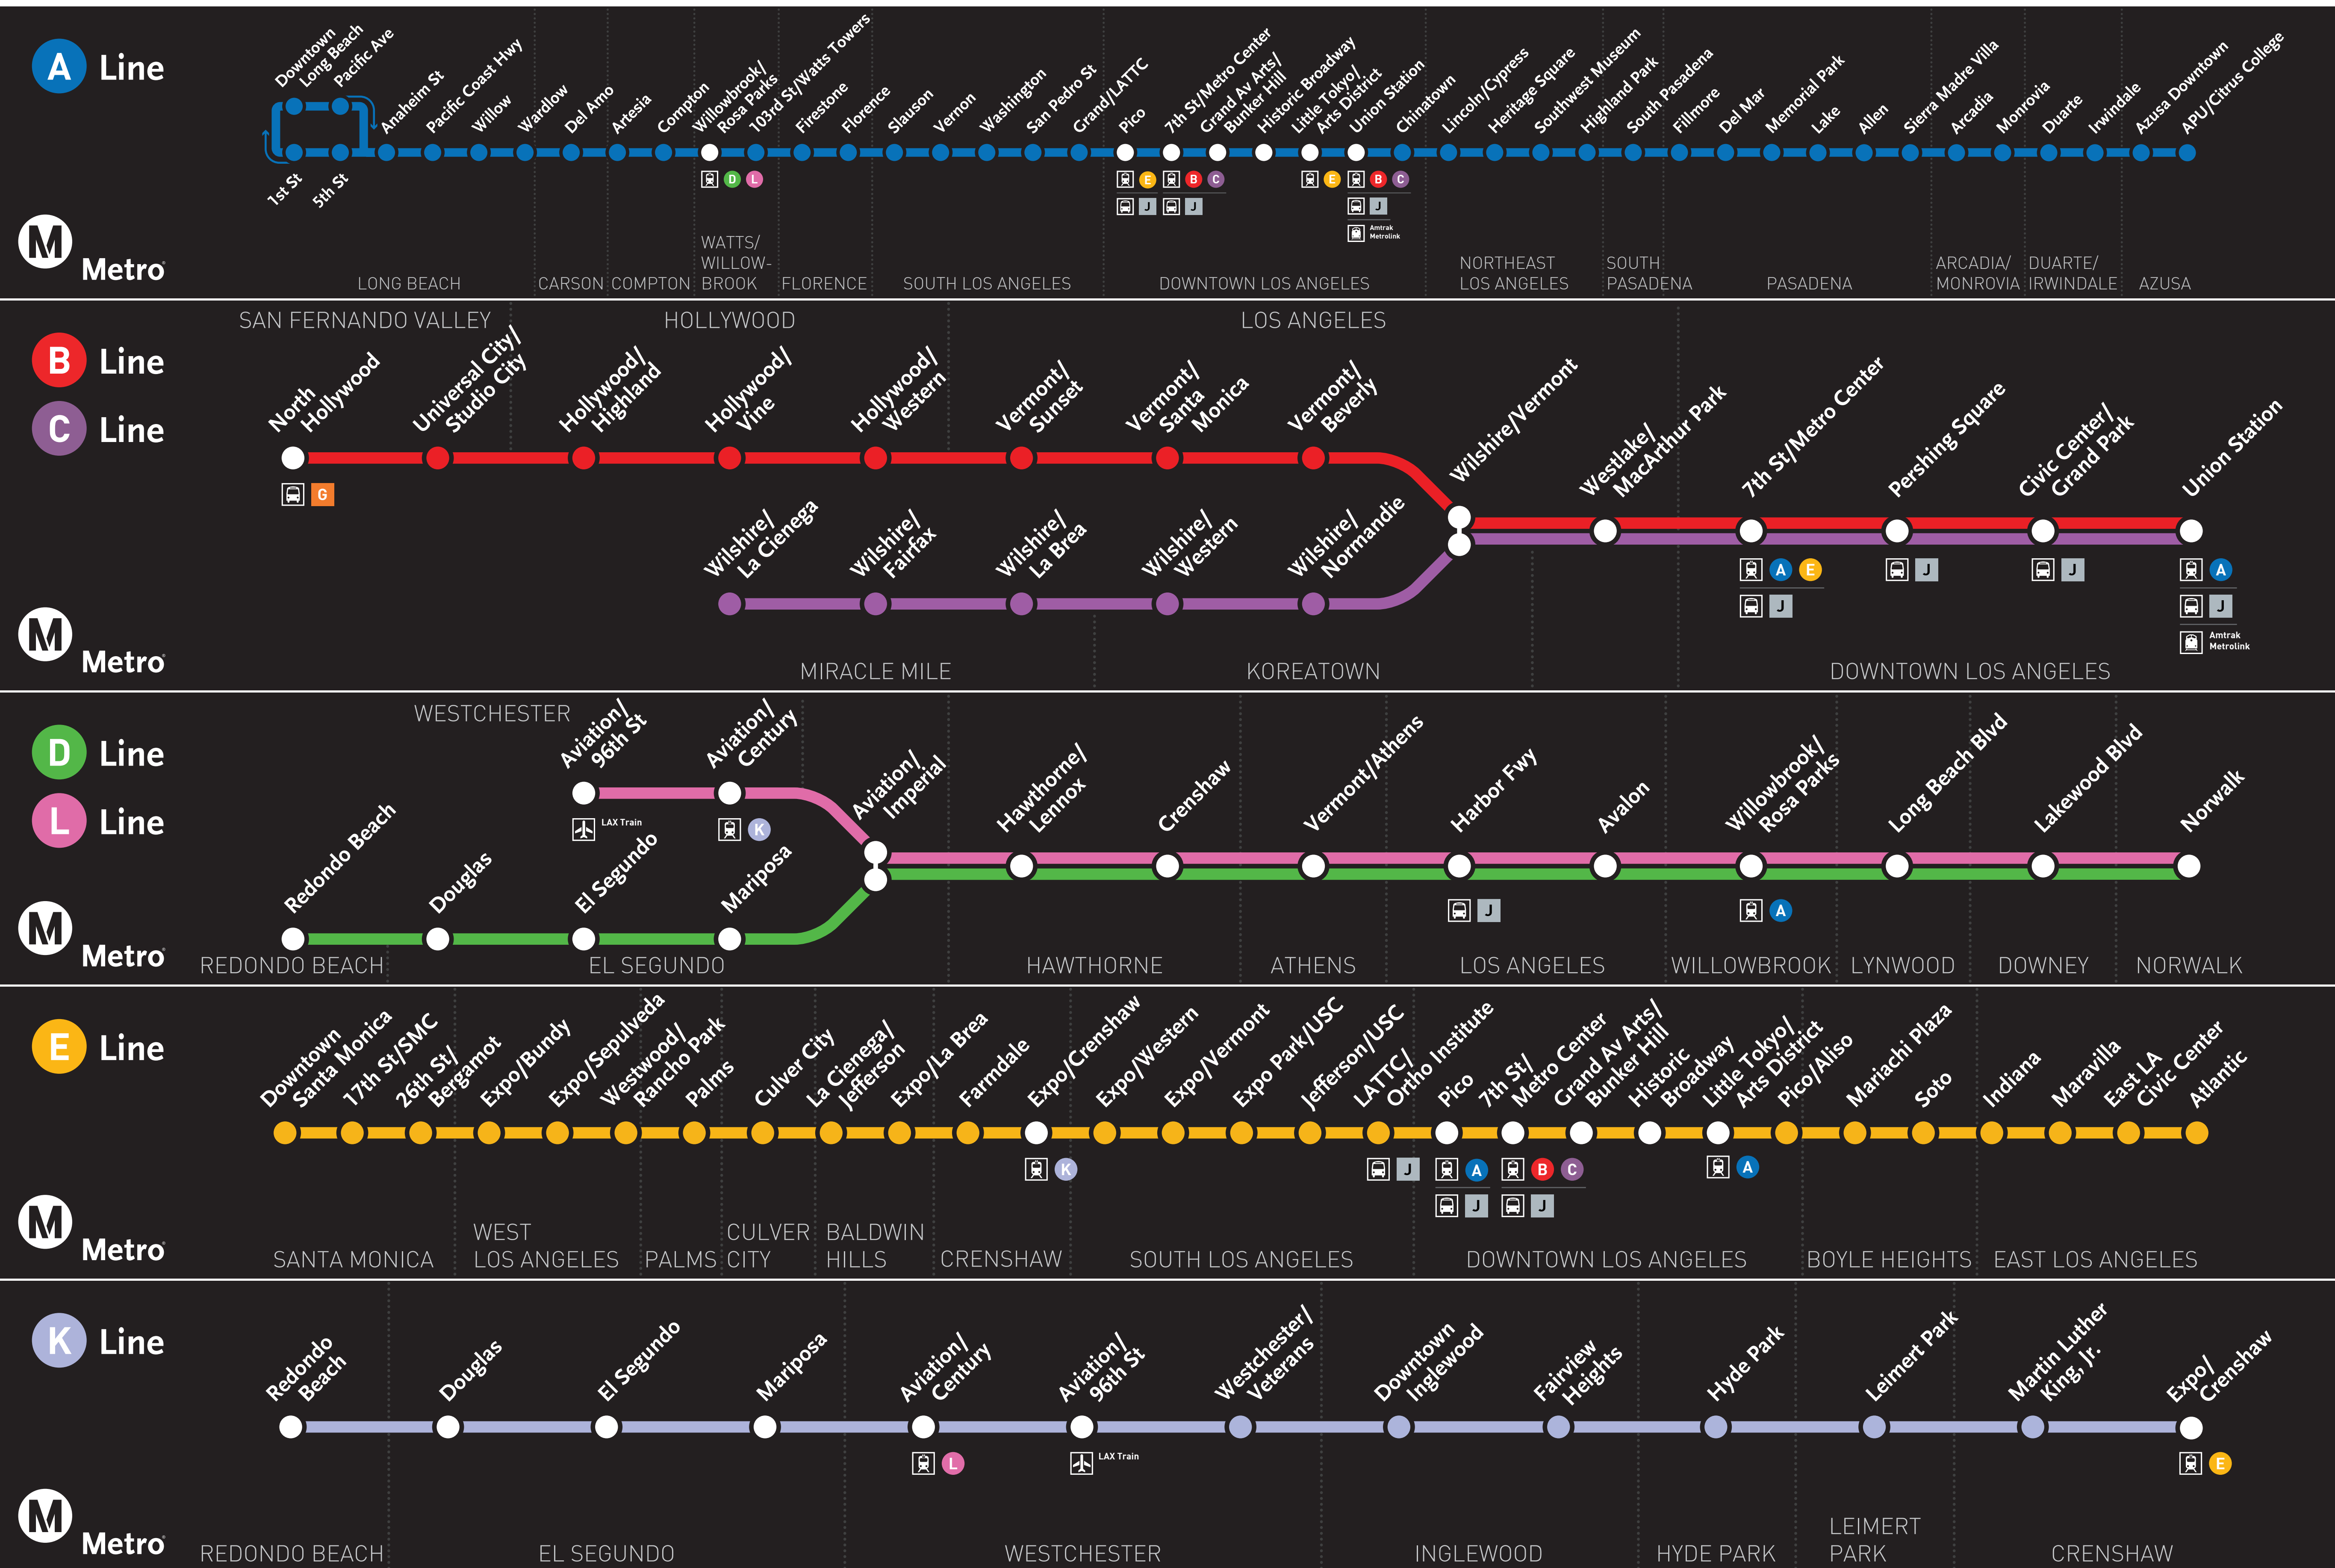 A Line
Downtown
Long Beach
Pacific Ave
Anaheim St
Pacific Coast Hwy
Willow
Wardlow
Del Amo
Artesia
Compton
Willowbrook/
Rosa Parks
103rd St/Watts Towers
Firestone
Florence
Slauson
Vernon
Washington
San Pedro St
Grand/LATTC
Pico
7th St/Metro Center
Grand Av Arts/
Bunker Hill
Historic Broadway
Little Tokyo/
Arts District
Union Station
Chinatown
Lincoln/Cypress
Heritage Square
Southwest Museum
Highland Park
South Pasadena
Fillmore
Del Mar
Memorial Park
Lake
Allen
Sierra Madre Villa
Arcadia
Monrovia
Duarte
Irwindale
Azusa Downtown
APU/Citrus College
1st St
5th St
D L
E
J
B C
J
E
B C
J
Amtrak
Metrolink
M Metro
LONG BEACH
CARSON
COMPTON
WATTS/
WILLOW-
BROOK
FLORENCE
SOUTH LOS ANGELES
DOWNTOWN LOS ANGELES
NORTHEAST
LOS ANGELES
SOUTH
PASADENA
PASADENA
ARCADIA/
MONROVIA
DUARTE/
IRWINDALE
AZUSA
B Line
C Line
SAN FERNANDO VALLEY
HOLLYWOOD
LOS ANGELES
North
Hollywood
Universal City/
Studio City
Hollywood/
Highland
Hollywood/
Vine
Hollywood/
Western
Vermont/
Sunset
Vermont/
Santa
Monica
Vermont/
Beverly
Wilshire/Vermont
Westlake/
MacArthur Park
7th St/Metro Center
Pershing Square
Civic Center/
Grand Park
Union Station
G
Wilshire/
La Cienega
Wilshire/
Fairfax
Wilshire/
La Brea
Wilshire/
Western
Wilshire/
Normandie
A E
J
J
J
A
J
Amtrak
Metrolink
M Metro
MIRACLE MILE
KOREATOWN
DOWNTOWN LOS ANGELES
D Line
L Line
WESTCHESTER
Aviation/
96th St
Aviation/
Century
Aviation/
Imperial
Hawthorne/
Lennox
Crenshaw
Vermont/Athens
Harbor Fwy
Avalon
Willowbrook/
Rosa Parks
Long Beach Blvd
Lakewood Blvd
Norwalk
LAX Train
K
Redondo Beach
Douglas
El Segundo
Mariposa
J
A
M Metro
REDONDO BEACH
EL SEGUNDO
HAWTHORNE
ATHENS
LOS ANGELES
WILLOWBROOK
LYNWOOD
DOWNEY
NORWALK
E Line
Downtown
Santa Monica
17th St/SMC
26th St/
Bergamot
Expo/Bundy
Expo/Sepulveda
Westwood/
Rancho Park
Palms
Culver City
La Cienega/
Jefferson
Expo/La Brea
Farmdale
Expo/Crenshaw
Expo/Western
Expo/Vermont
Expo Park/USC
Jefferson/USC
LATTC/
Ortho Institute
Pico
7th St/
Metro Center
Grand Av Arts/
Bunker Hill
Historic
Broadway
Little Tokyo/
Arts District
Pico/Aliso
Mariachi Plaza
Soto
Indiana
Maravilla
East LA
Civic Center
Atlantic
K
J
A
J
B C
J
A
M Metro
SANTA MONICA
WEST
LOS ANGELES
PALMS
CULVER
CITY
BALDWIN
HILLS
CRENSHAW
SOUTH LOS ANGELES
DOWNTOWN LOS ANGELES
BOYLE HEIGHTS
EAST LOS ANGELES
K Line
Redondo
Beach
Douglas
El Segundo
Mariposa
Aviation/
Century
Aviation/
96th St
Westchester/
Veterans
Downtown
Inglewood
Fairview
Heights
Hyde Park
Leimert Park
Martin Luther
King, Jr.
Expo/
Crenshaw
L
LAX Train
E
M Metro
REDONDO BEACH
EL SEGUNDO
WESTCHESTER
INGLEWOOD
HYDE PARK
LEIMERT
PARK
CRENSHAW